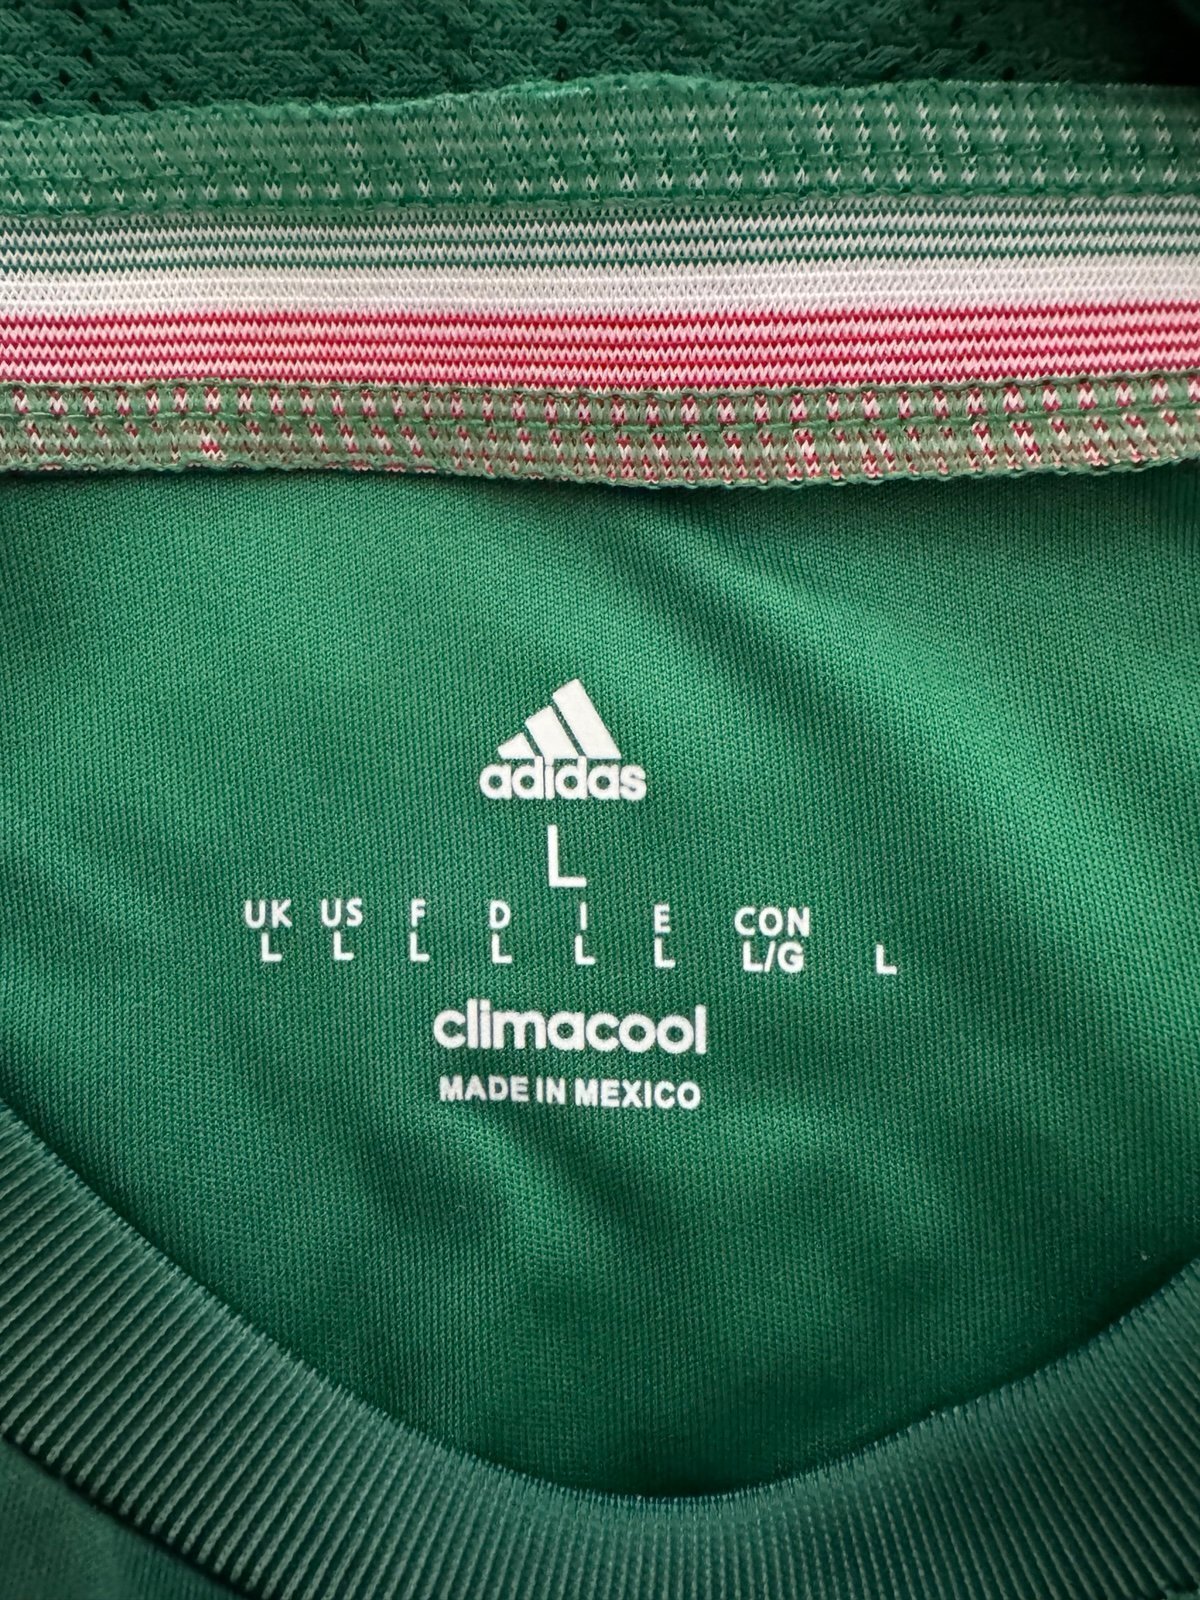 adidas
L
UK US F D I E CON
L L L L L L L/G L
climacool
MADE IN MEXICO